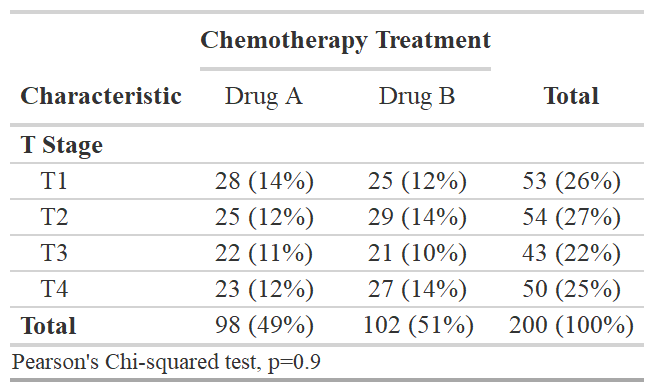 Chemotherapy Treatment
Characteristic Drug A Drug B Total
T Stage
T1 28 (14%) 25 (12%) 53 (26%)
T2 25 (12%) 29 (14%) 54 (27%)
T3 22 (11%) 21 (10%) 43 (22%)
T4 23 (12%) 27 (14%) 50 (25%)
Total 98 (49%) 102 (51%) 200 (100%)
Pearson's Chi-squared test, p=0.9